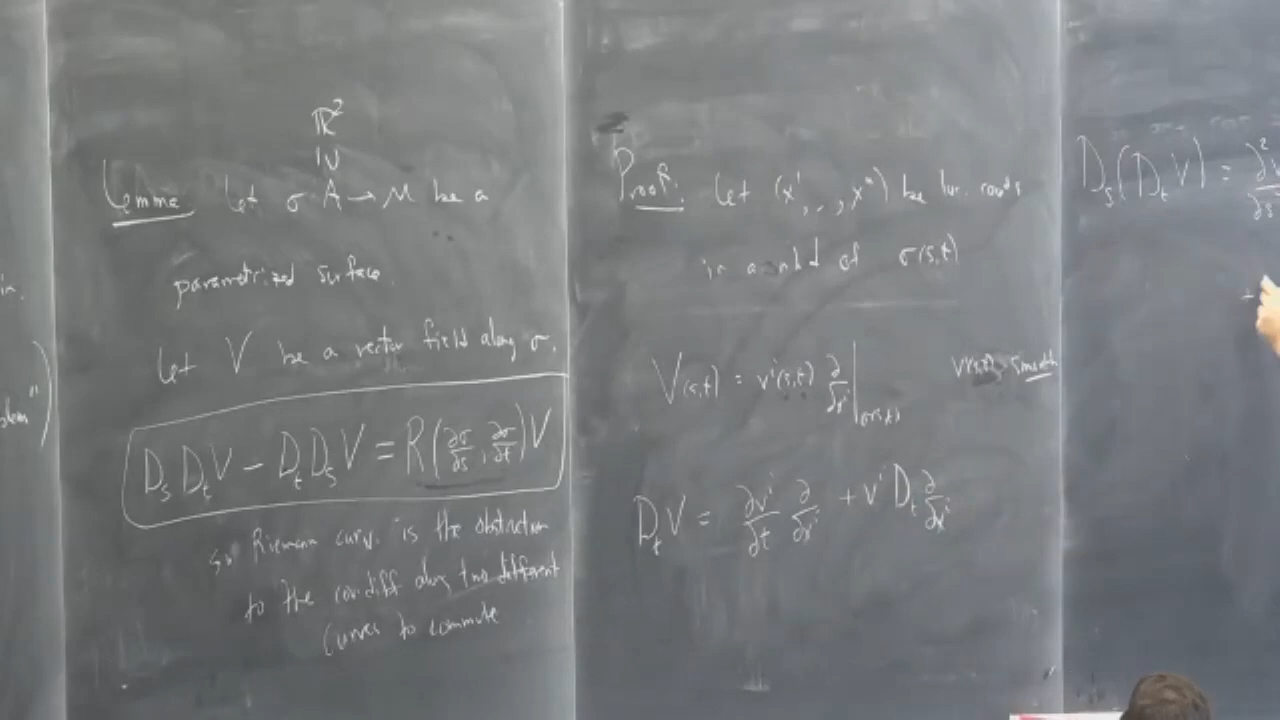 in.
ℝ²
Lemma Let σ A → M be a
parametrized surface.
Let V be a vector field along σ.
D_s D_t V − D_t D_s V = R(∂σ/∂s, ∂σ/∂t)V
so Riemann curv. is the obstruction
to the cov. diff along two different
curves to commute
Proof. Let (x¹, .., xⁿ) be loc. coords
in a nhd of σ(s,t)
V(s,t) = vⁱ(s,t) ∂/∂xⁱ |σ(s,t) smooth
D_t V = ∂vⁱ/∂t ∂/∂xⁱ + vⁱ D_t ∂/∂xⁱ
D_s(D_t V) =
+